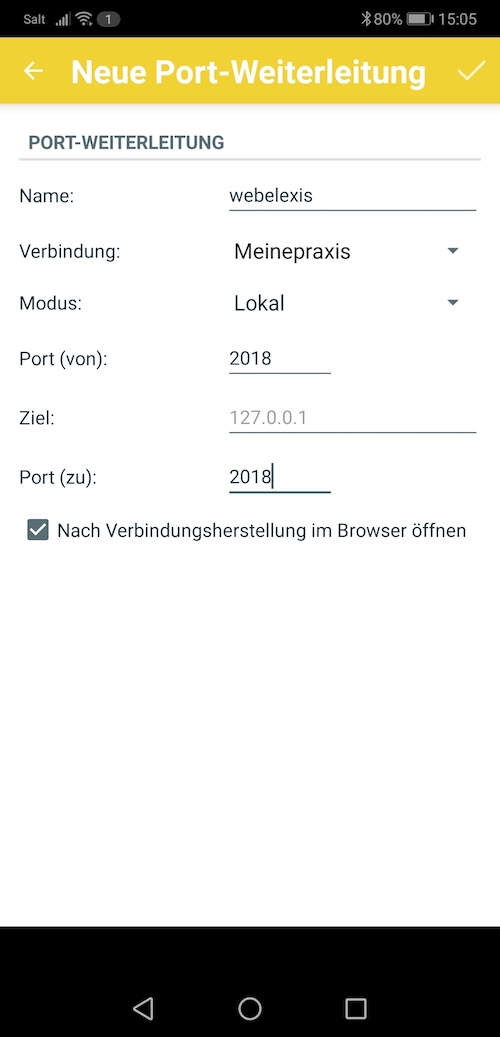 Salt 1 80% 15:05
Neue Port-Weiterleitung
PORT-WEITERLEITUNG
Name: webelexis
Verbindung: Meinepraxis
Modus: Lokal
Port (von): 2018
Ziel: 127.0.0.1
Port (zu): 2018
Nach Verbindungsherstellung im Browser öffnen